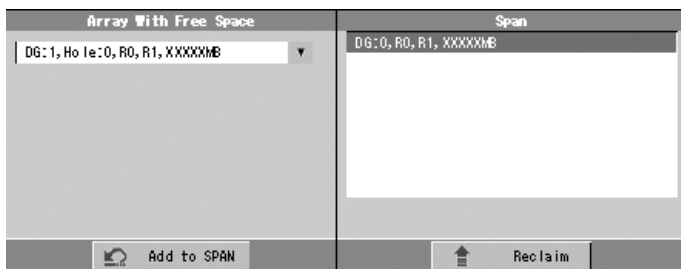 Array With Free Space
DG:1,Hole:0,R0,R1,XXXXXMB
Add to SPAN
Span
DG:0,R0,R1,XXXXXMB
Reclaim